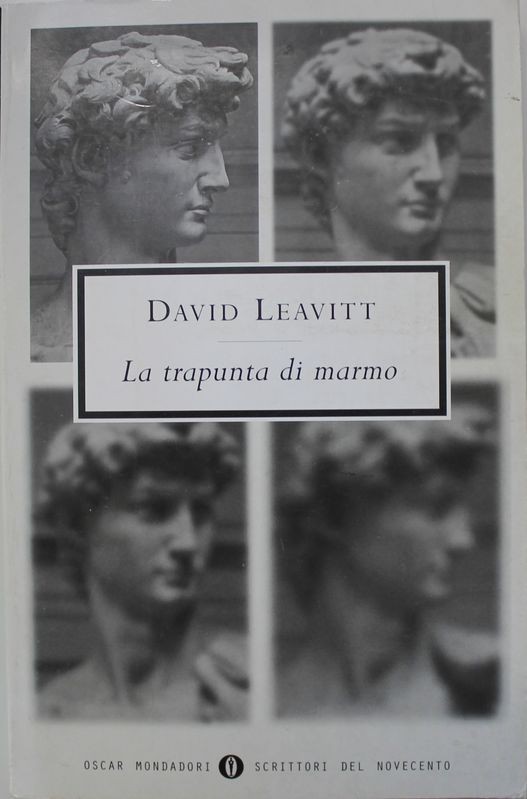 DAVID LEAVITT
La trapunta di marmo
OSCAR MONDADORI SCRITTORI DEL NOVECENTO